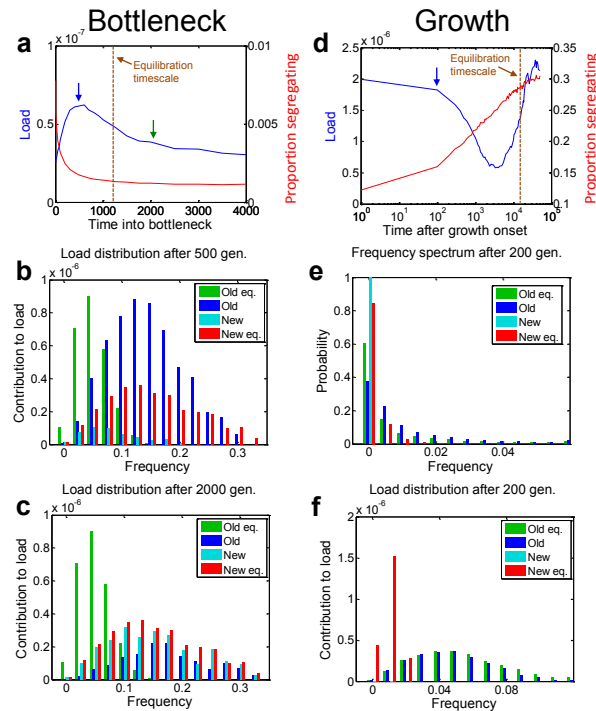 Bottleneck
Growth
a
x 10^-7
Load
1
0.5
0
0.01
0.005
0
Proportion segregating
Equilibration
timescale
0 1000 2000 3000 4000
Time into bottleneck
d
x 10^-6
Load
2.5
2
1.5
1
0.5
0
0.35
0.30
0.25
0.2
0.15
0.1
Proportion segregating
Equilibration
timescale
10^0 10^1 10^2 10^3 10^4 10^5
Time after growth onset
Load distribution after 500 gen.
b
x 10^-6
Contribution to load
1
0.8
0.6
0.4
0.2
0
Old eq.
Old
New
New eq.
0 0.1 0.2 0.3
Frequency
Frequency spectrum after 200 gen.
e
Probability
1
0.8
0.6
0.4
0.2
0
Old eq.
Old
New
New eq.
0 0.02 0.04
Frequency
Load distribution after 2000 gen.
c
x 10^-6
Contribution to load
1
0.8
0.6
0.4
0.2
0
Old eq.
Old
New
New eq.
0 0.1 0.2 0.3
Frequency
Load distribution after 200 gen.
f
x 10^-6
Contribution to load
2
1.5
1
0.5
0
Old eq.
Old
New
New eq.
0 0.04 0.08
Frequency